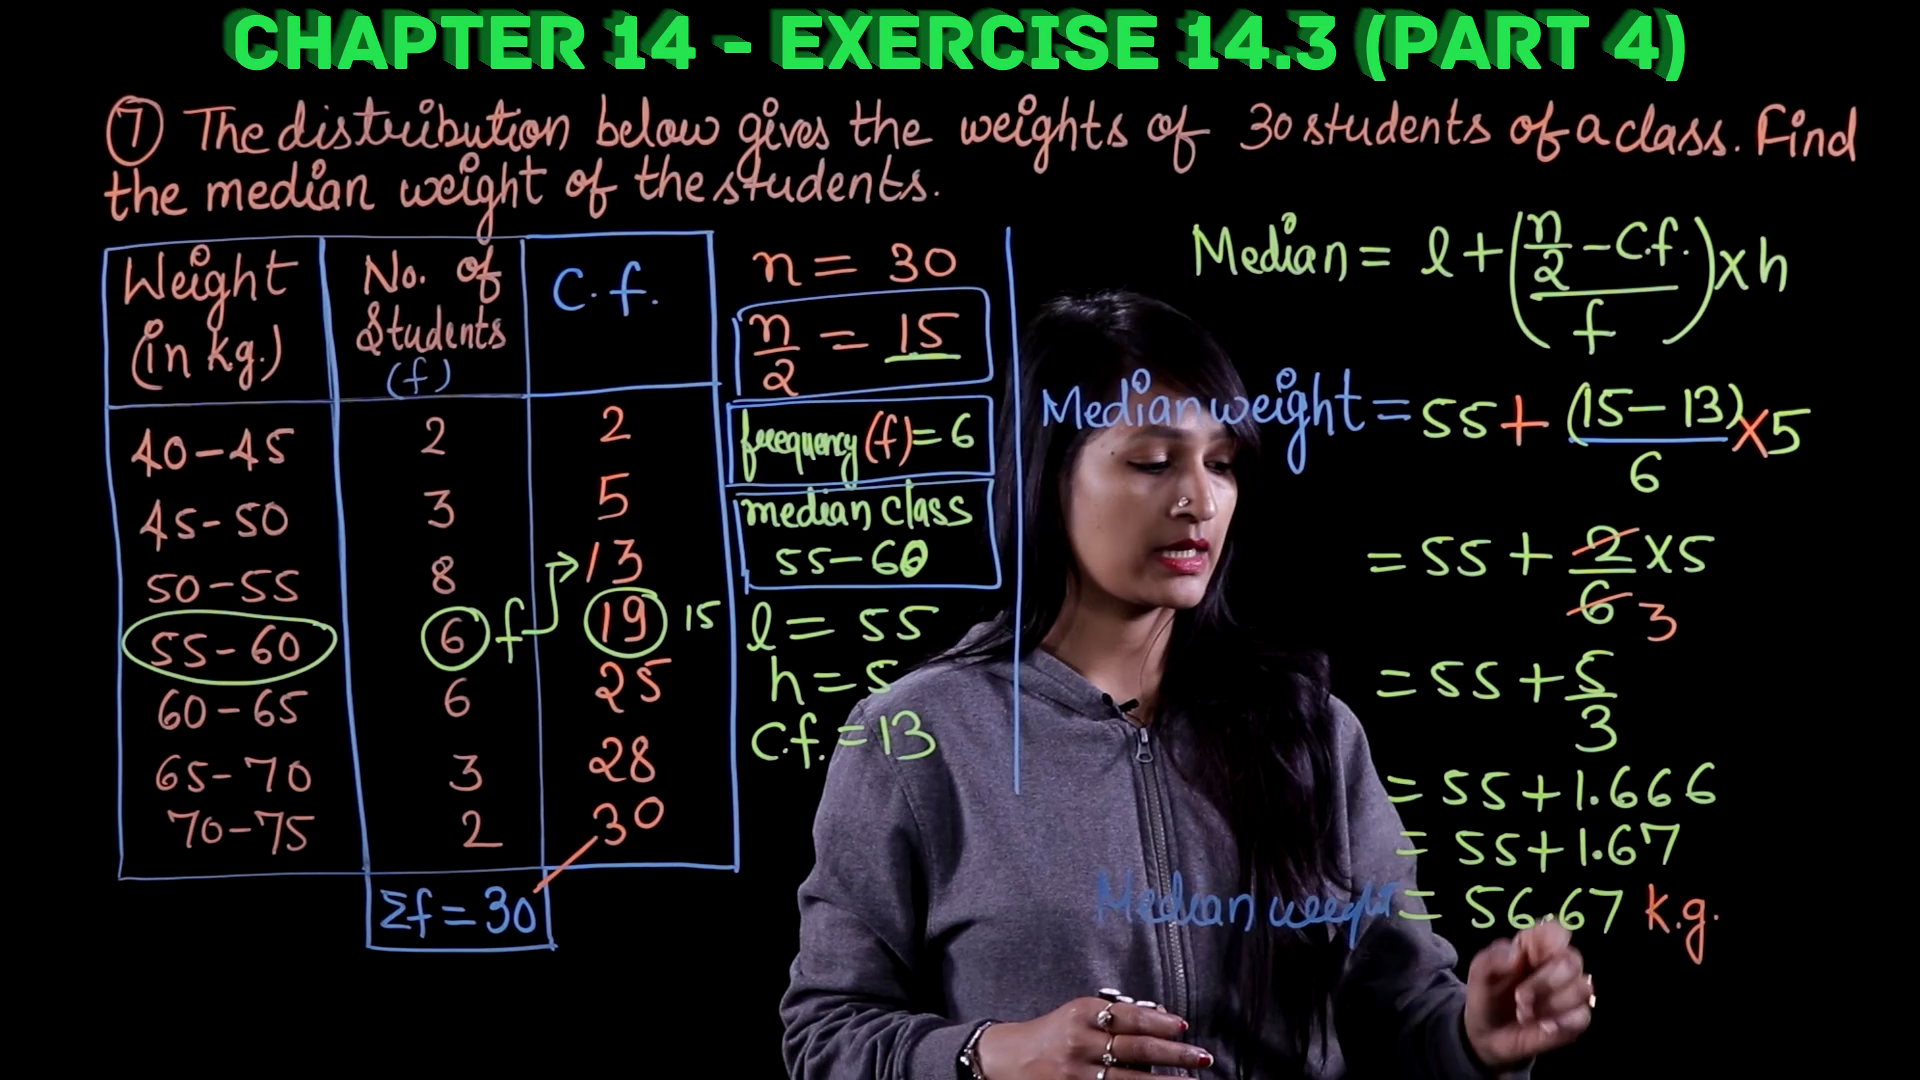 CHAPTER 14 - EXERCISE 14.3 (PART 4)
7 The distribution below gives the weights of 30 students of a class. Find
the median weight of the students.
Weight (in kg.) | No. of Students (f) | C.f.
40-45 | 2 | 2
45-50 | 3 | 5
50-55 | 8 | 13
55-60 | 6 f | 19 15
60-65 | 6 | 25
65-70 | 3 | 28
70-75 | 2 | 30
Σf = 30
n = 30
n/2 = 15
frequency (f) = 6
median class
55-60
l = 55
h = 5
C.f. = 13
Median = l + ((n/2 - C.f.)/f) x h
Median weight = 55 + (15-13)/6 x 5
= 55 + 2/6 x 5
3
= 55 + 5/3
= 55 + 1.666
= 55 + 1.67
Median weight = 56.67 k.g.